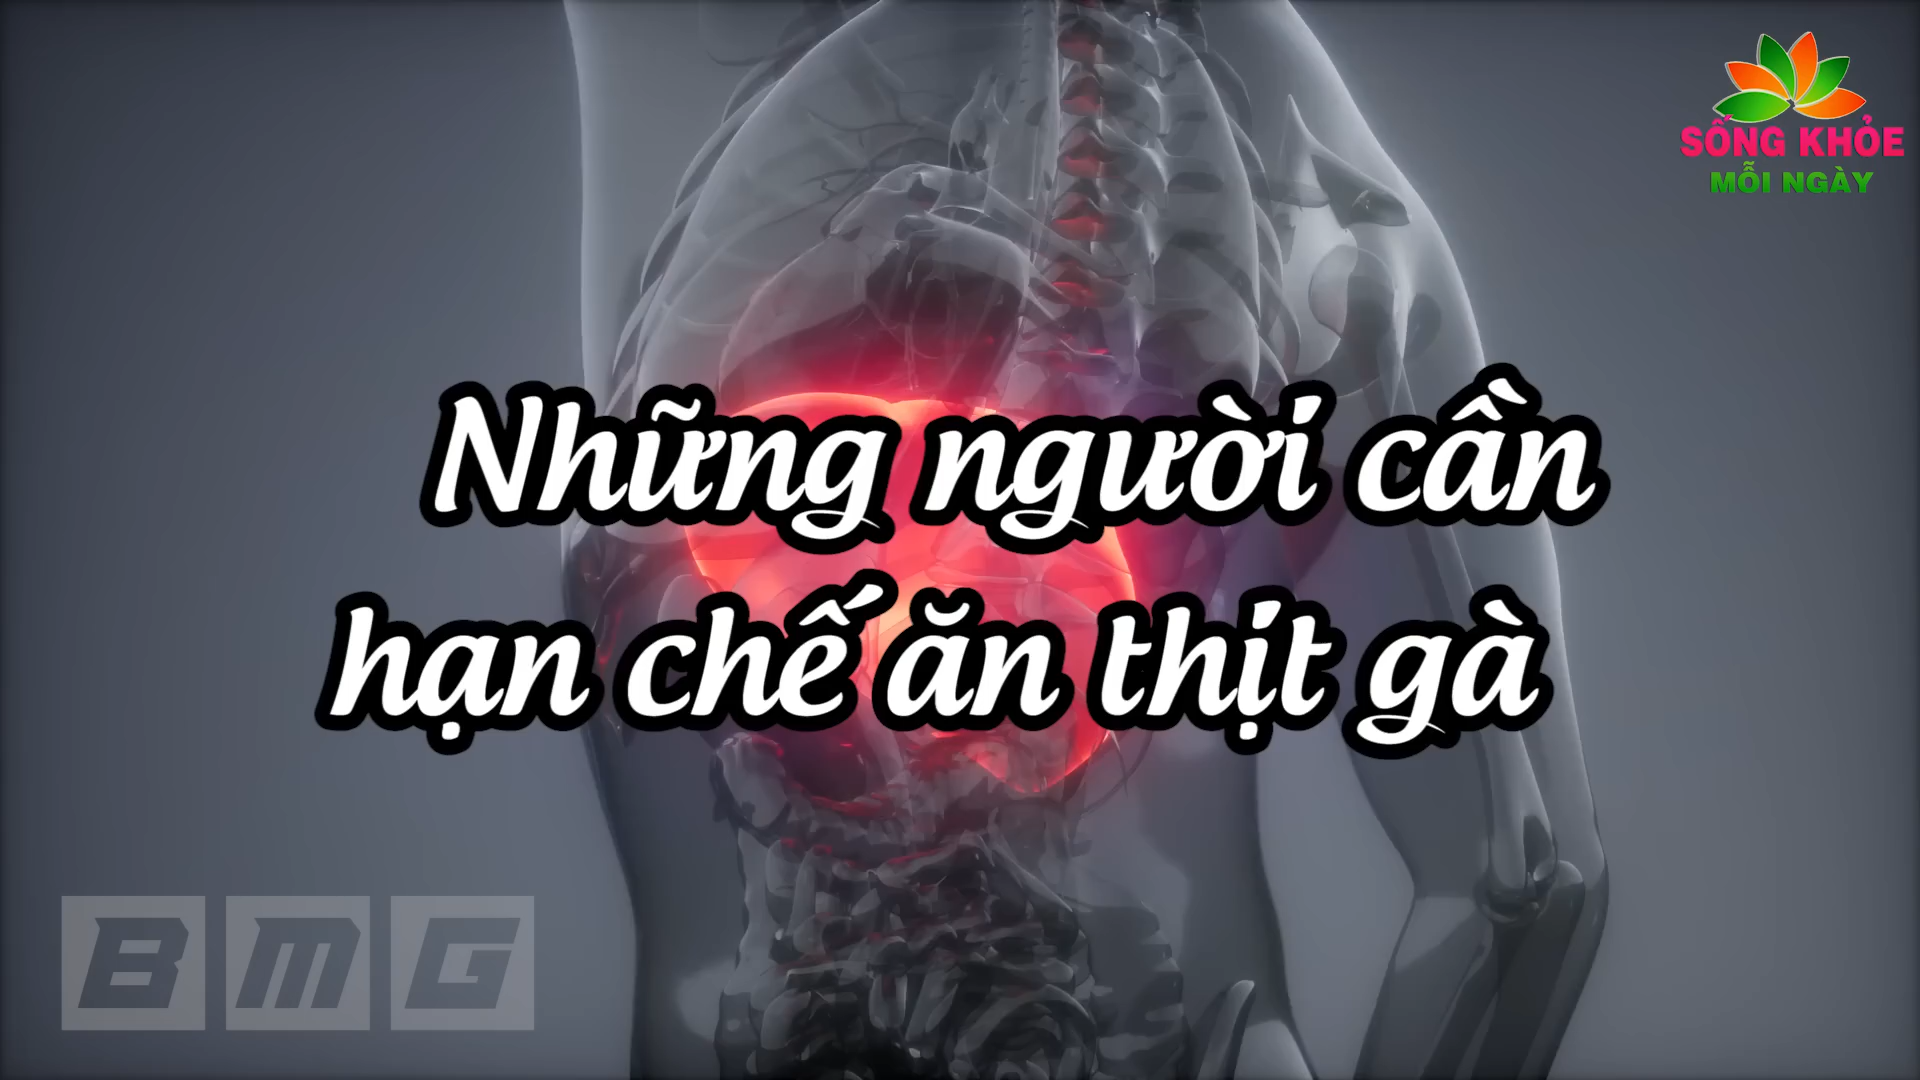 SỐNG KHỎE
MỖI NGÀY
Những người cần
hạn chế ăn thịt gà
BMG